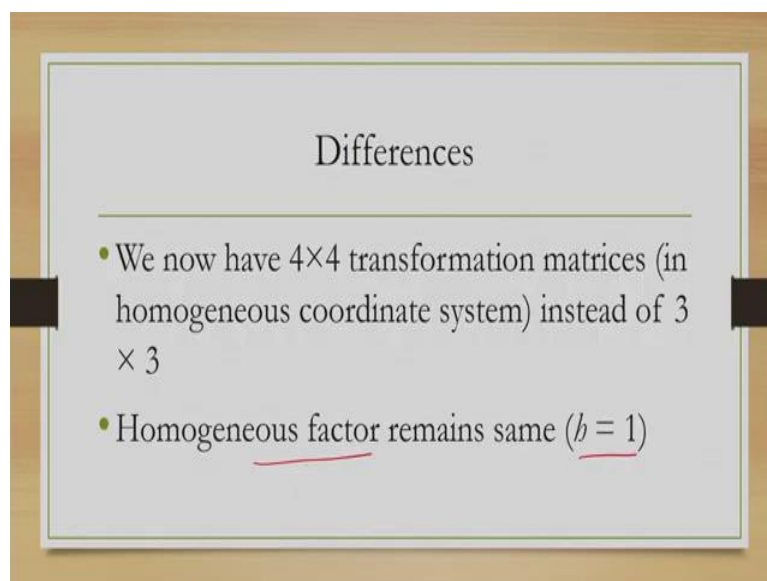 Differences
• We now have 4×4 transformation matrices (in
homogeneous coordinate system) instead of 3
× 3
• Homogeneous factor remains same (h = 1)